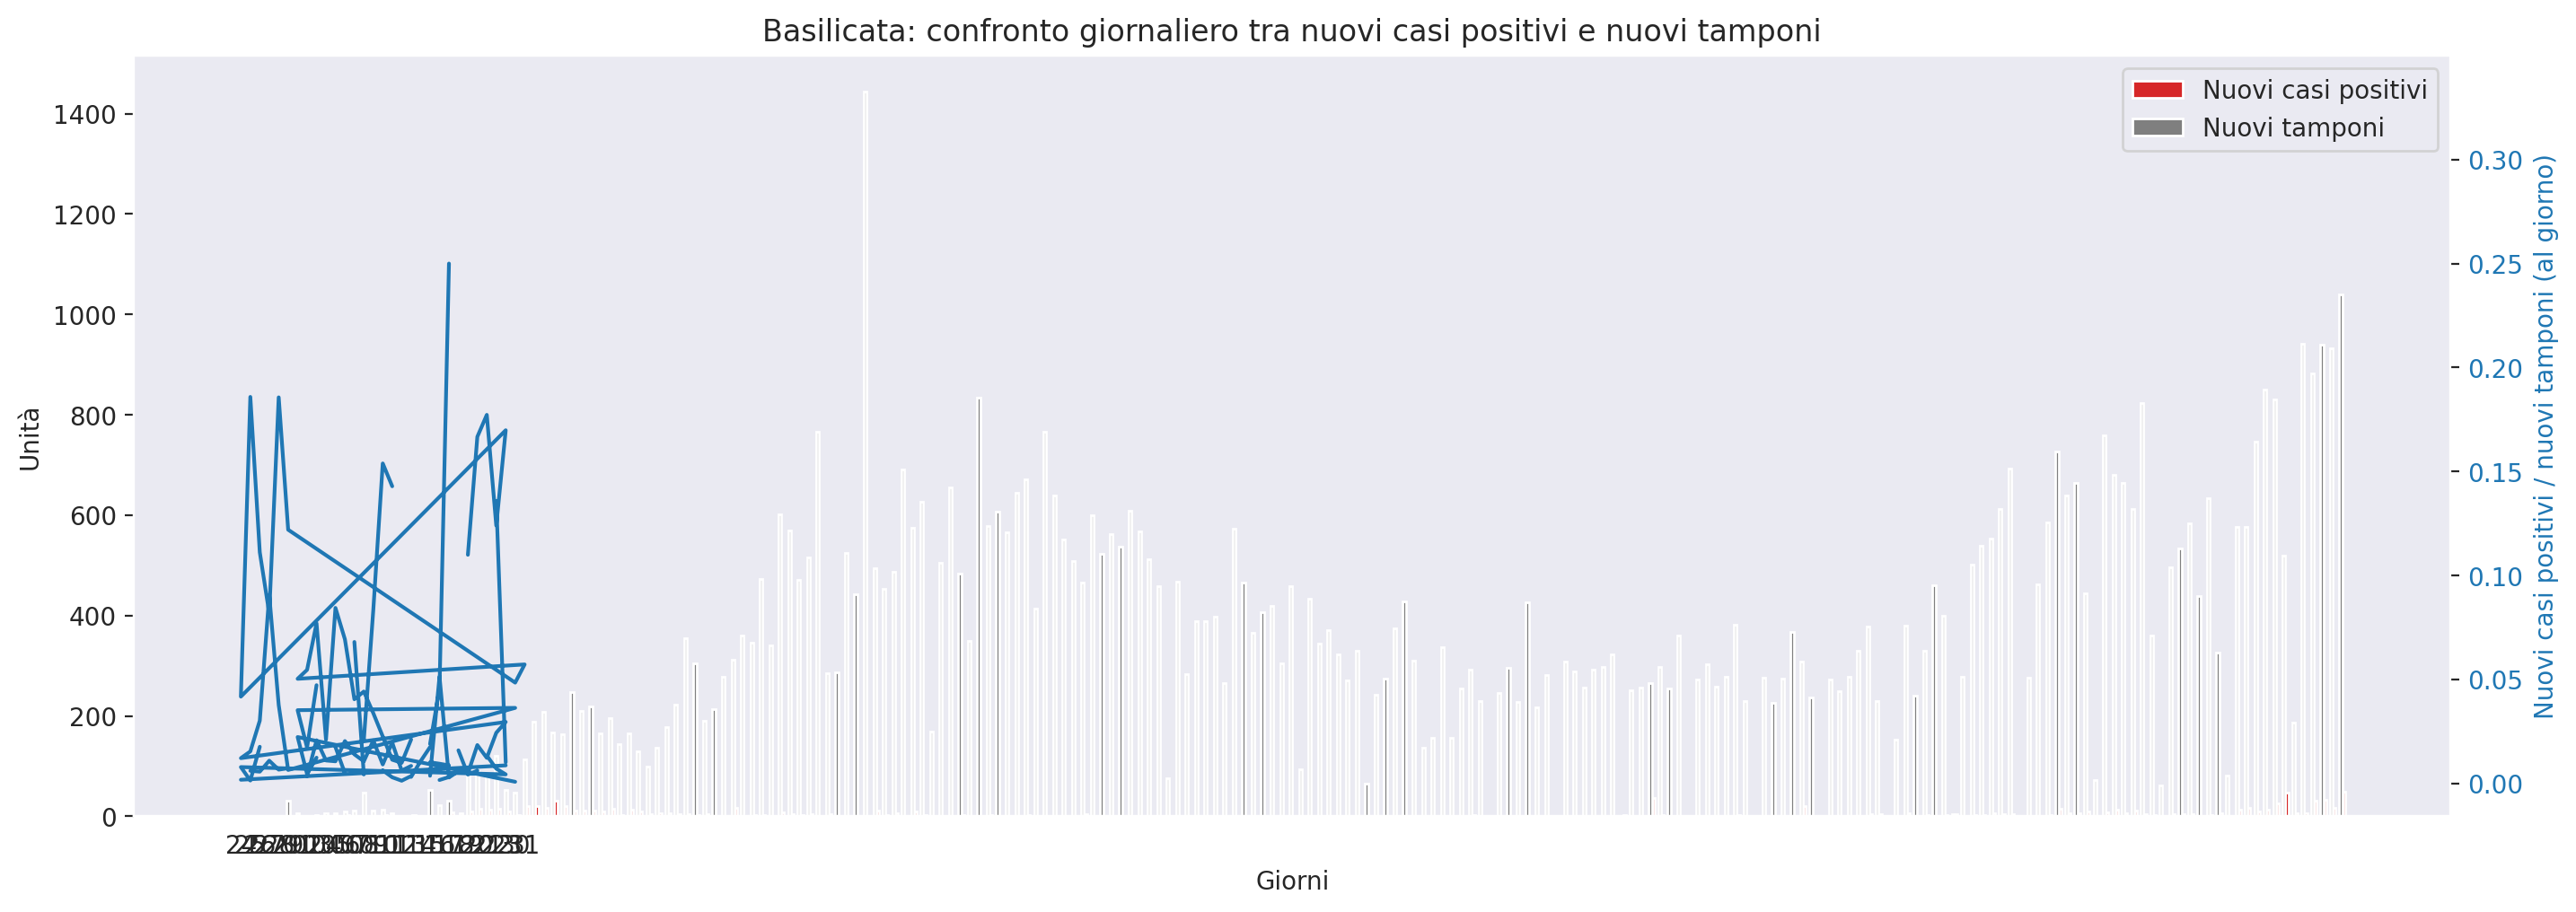 Basilicata: confronto giornaliero tra nuovi casi positivi e nuovi tamponi
Nuovi casi positivi
Nuovi tamponi
1400
1200
1000
800
600
400
200
0
Unità
0.30
0.25
0.20
0.15
0.10
0.05
0.00
Nuovi casi positivi / nuovi tamponi (al giorno)
Giorni